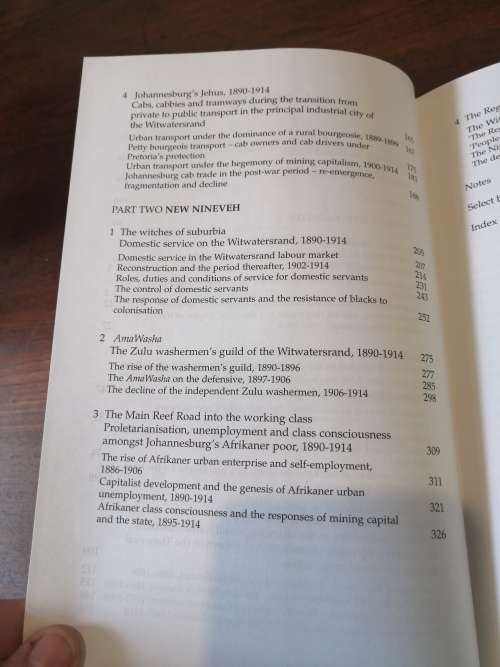 4 Johannesburg's Jehus, 1890-1914
Cabs, cabbies and tramways during the transition from
private to public transport in the principal industrial city of
the Witwatersrand
Urban transport under the dominance of a rural bourgeosie, 1889-1896
Petty bourgeois transport – cab owners and cab drivers under
Pretoria's protection
Urban transport under the hegemony of mining capitalism, 1900-1914
Johannesburg cab trade in the post-war period – re-emergence,
fragmentation and decline
PART TWO NEW NINEVEH
1 The witches of suburbia
Domestic service on the Witwatersrand, 1890-1914 205
Domestic service in the Witwatersrand labour market 207
Reconstruction and the period thereafter, 1902-1914 214
Roles, duties and conditions of service for domestic servants 231
The control of domestic servants 243
The response of domestic servants and the resistance of blacks to
colonisation 252
2 AmaWasha
The Zulu washermen's guild of the Witwatersrand, 1890-1914 275
The rise of the washermen's guild, 1890-1896 277
The AmaWasha on the defensive, 1897-1906 285
The decline of the independent Zulu washermen, 1906-1914 298
3 The Main Reef Road into the working class
Proletarianisation, unemployment and class consciousness
amongst Johannesburg's Afrikaner poor, 1890-1914 309
The rise of Afrikaner urban enterprise and self-employment,
1886-1906 311
Capitalist development and the genesis of Afrikaner urban
unemployment, 1890-1914 321
Afrikaner class consciousness and the responses of mining capital
and the state, 1895-1914 326
4 The
The
The
'People
The
The
Notes
Select
Index